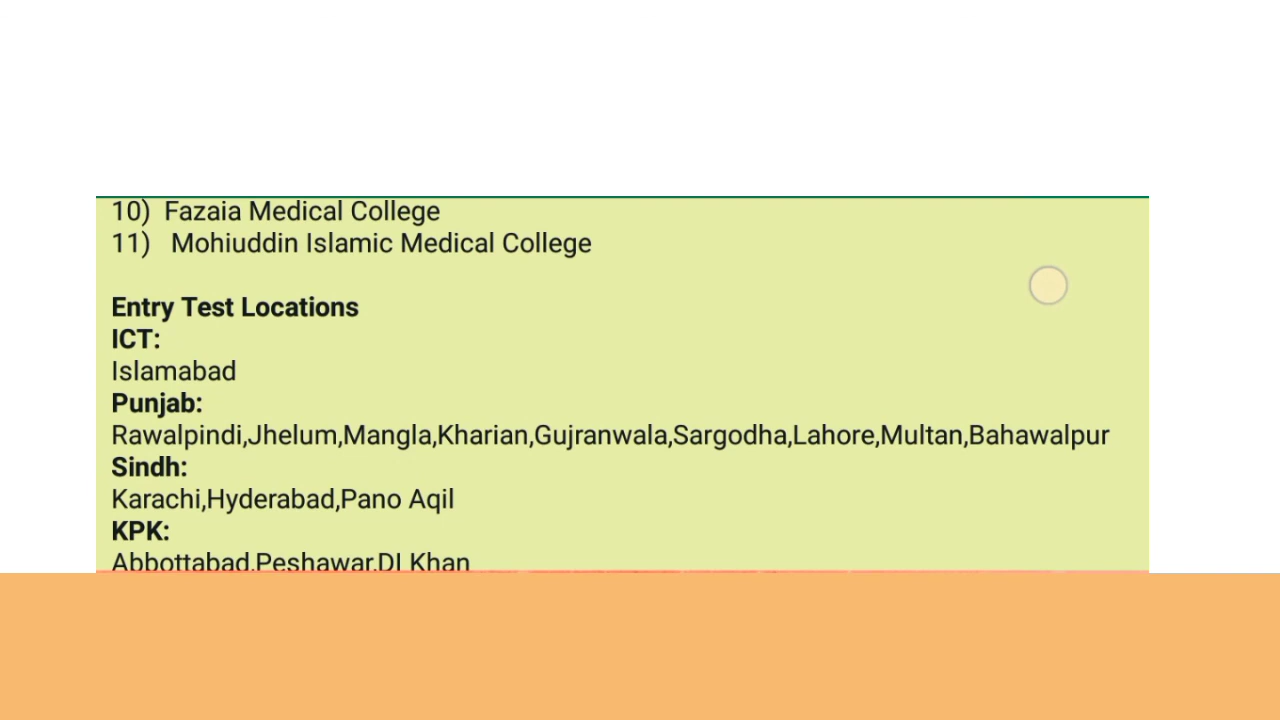 10) Fazaia Medical College
11) Mohiuddin Islamic Medical College
Entry Test Locations
ICT:
Islamabad
Punjab:
Rawalpindi,Jhelum,Mangla,Kharian,Gujranwala,Sargodha,Lahore,Multan,Bahawalpur
Sindh:
Karachi,Hyderabad,Pano Aqil
KPK:
Abbottabad,Peshawar,DI Khan